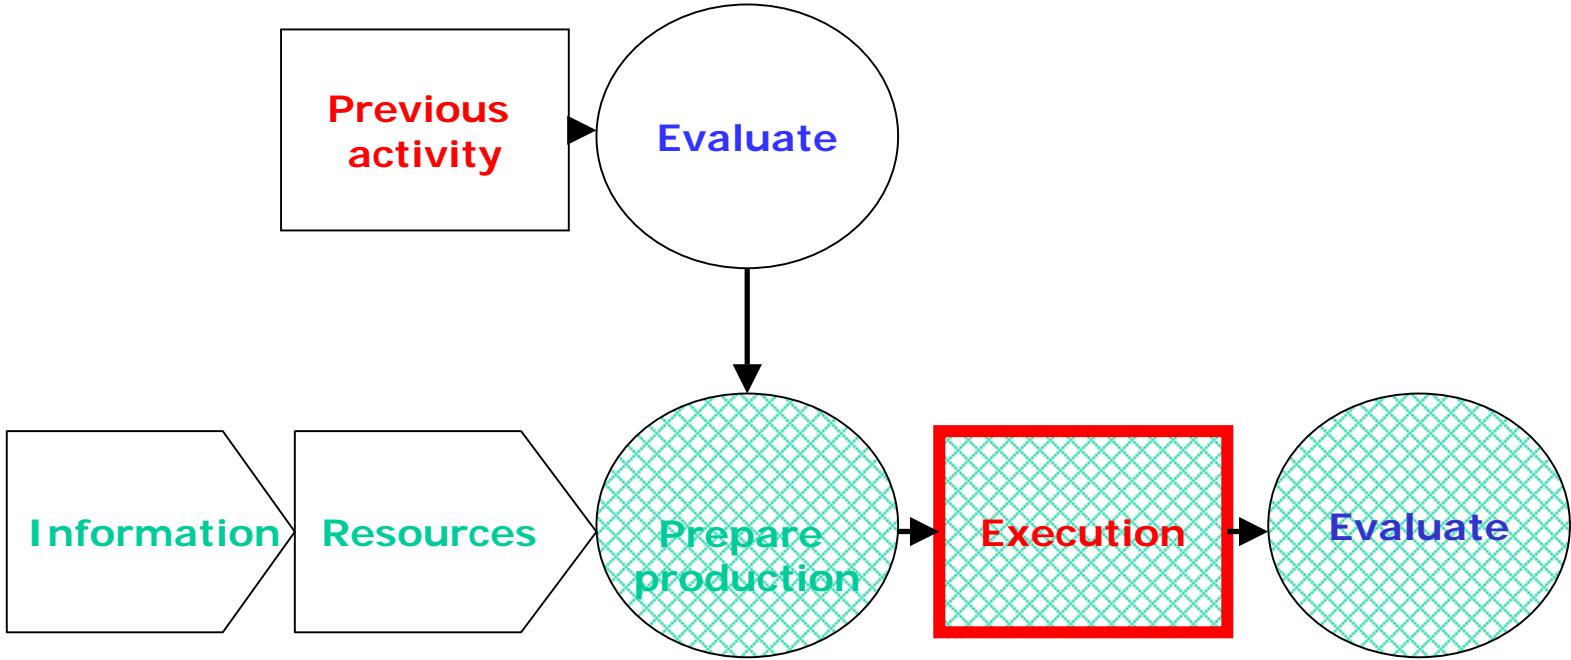 Previous
activity
Evaluate
Information
Resources
Prepare
production
Execution
Evaluate